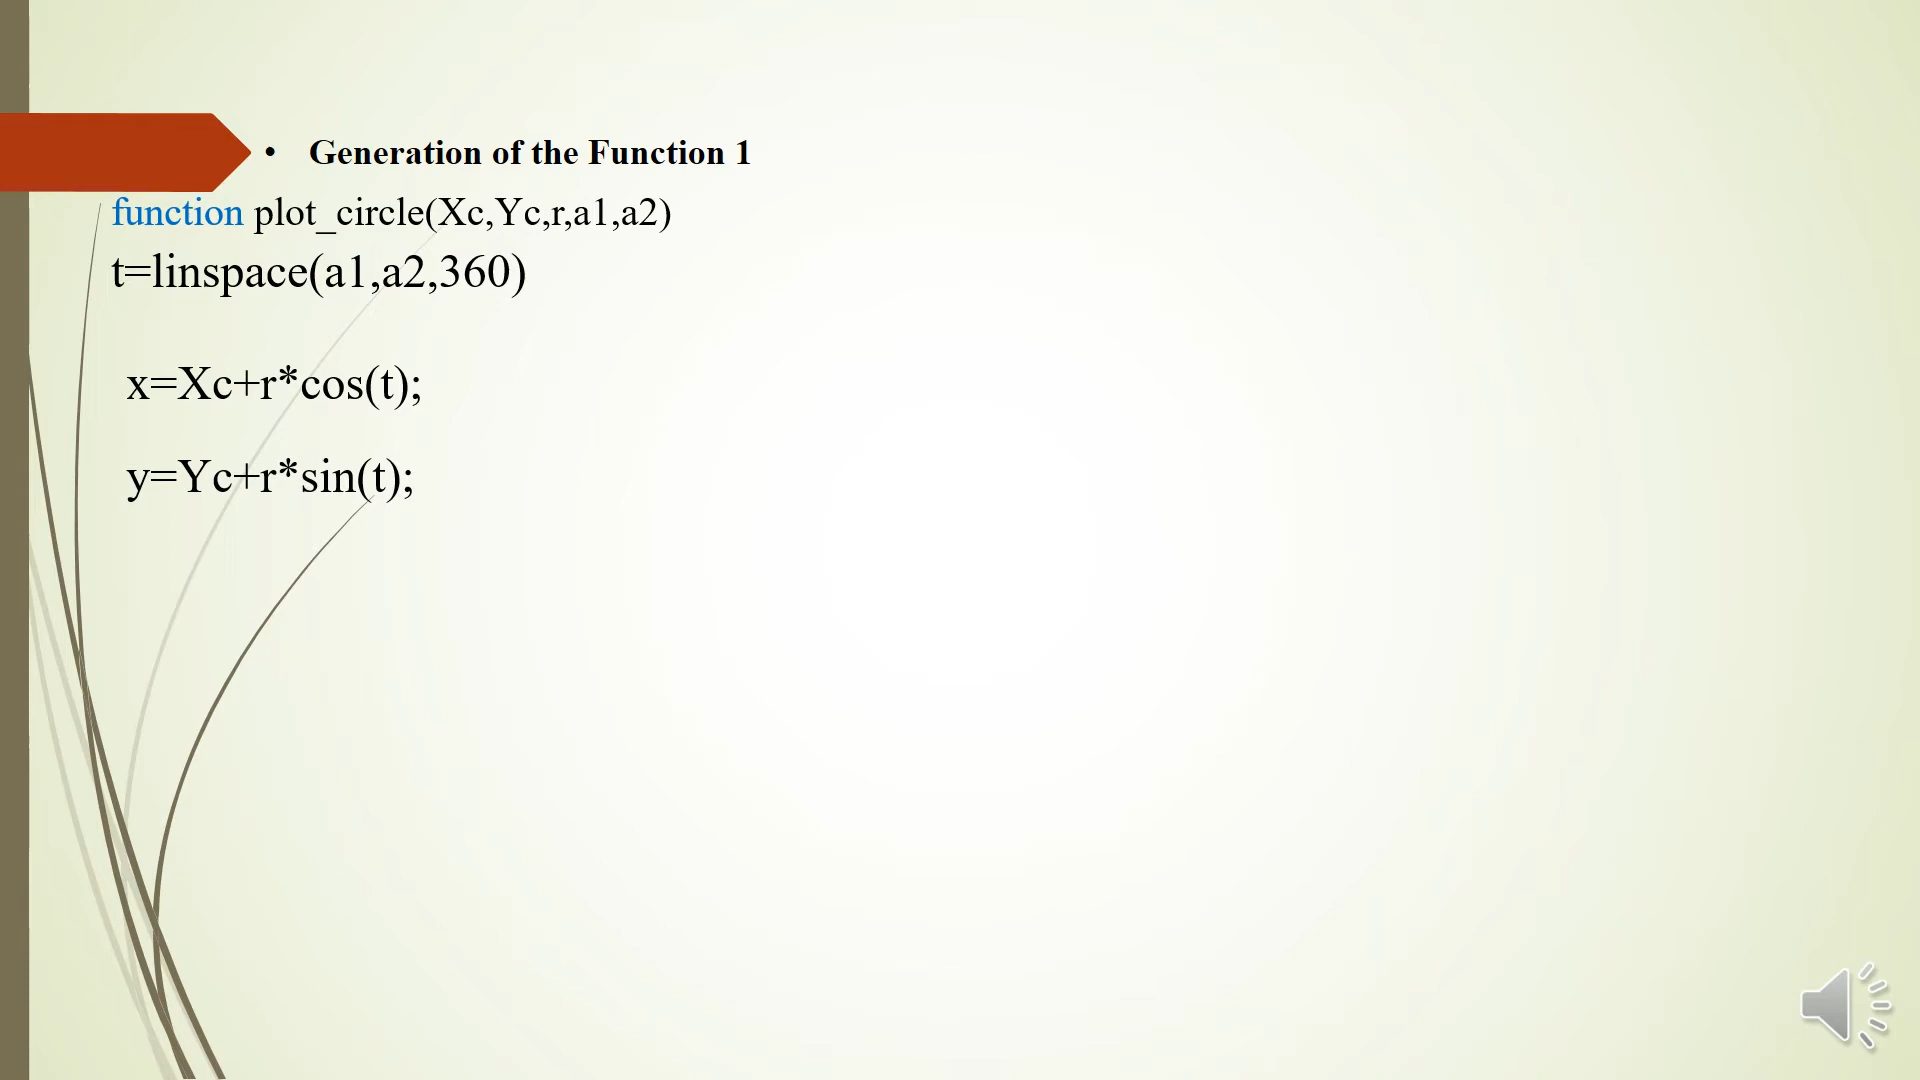 • Generation of the Function 1
function plot_circle(Xc,Yc,r,a1,a2)
t=linspace(a1,a2,360)
x=Xc+r*cos(t);
y=Yc+r*sin(t);